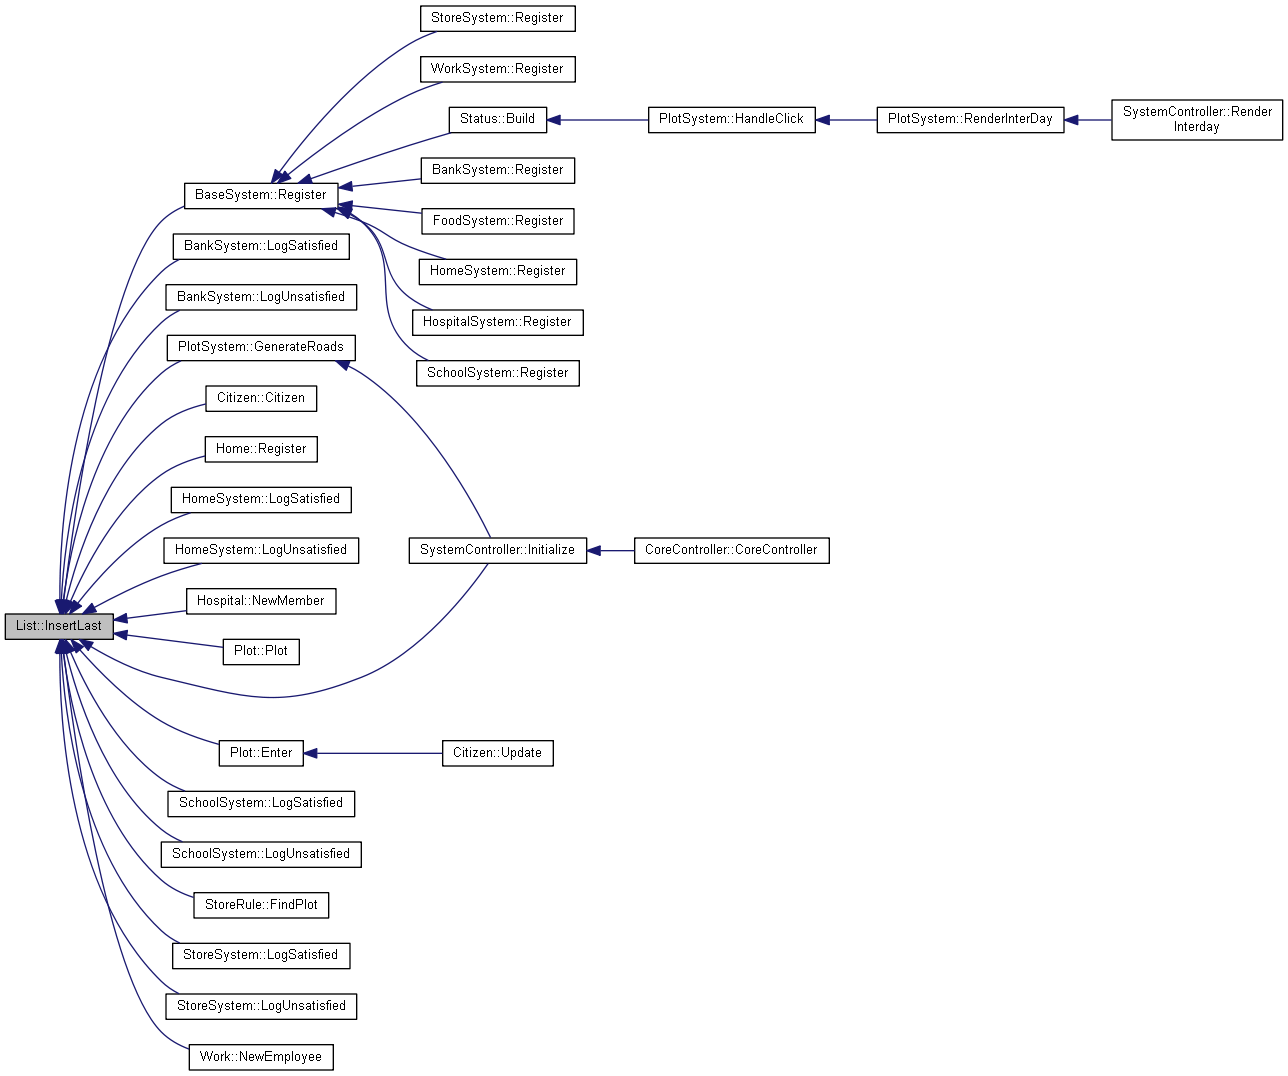 StoreSystem::Register
WorkSystem::Register
Status::Build
PlotSystem::HandleClick
PlotSystem::RenderInterDay
SystemController::Render
Interday
BankSystem::Register
BaseSystem::Register
FoodSystem::Register
BankSystem::LogSatisfied
HomeSystem::Register
BankSystem::LogUnsatisfied
HospitalSystem::Register
PlotSystem::GenerateRoads
SchoolSystem::Register
Citizen::Citizen
Home::Register
HomeSystem::LogSatisfied
HomeSystem::LogUnsatisfied
SystemController::Initialize
CoreController::CoreController
Hospital::NewMember
List::InsertLast
Plot::Plot
Plot::Enter
Citizen::Update
SchoolSystem::LogSatisfied
SchoolSystem::LogUnsatisfied
StoreRule::FindPlot
StoreSystem::LogSatisfied
StoreSystem::LogUnsatisfied
Work::NewEmployee